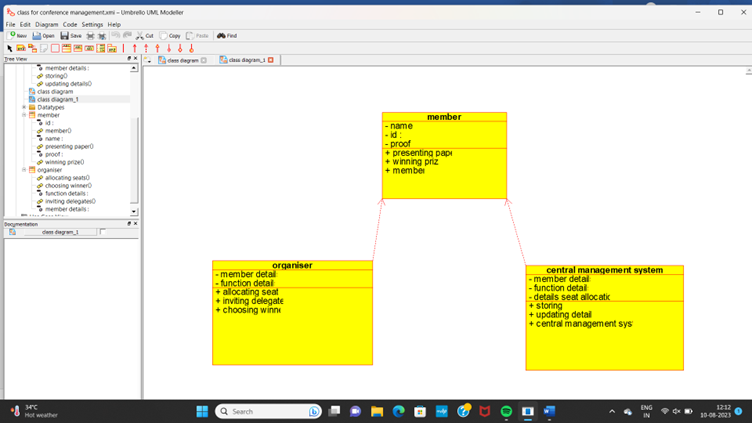 class for conference management.xmi – Umbrello UML Modeller
File Edit Diagram Code Settings Help
New Open Save Cut Copy Paste Find
Tree View
class diagram class diagram_1
member details :
storing()
updating details()
class diagram
class diagram_1
Datatypes
member
id :
member()
name :
presenting paper()
proof :
winning prize()
organiser
allocating seats()
choosing winner()
function details :
inviting delegates()
member details :
Documentation
class diagram_1
member
- name
- id :
- proof
+ presenting pape
+ winning priz
+ member
organiser
- member detail
- function detail
+ allocating seat
+ inviting delegate
+ choosing winne
central management system
- member detail
- function detail
- details seat allocatic
+ storing
+ updating detail
+ central management sys
34°C
Hot weather
Search
ENG
IN
12:12
10-08-2023